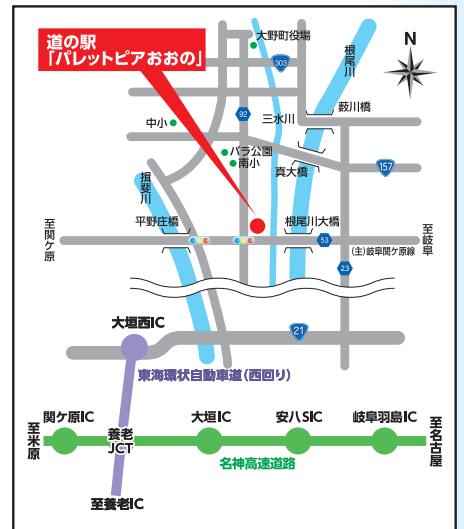 道の駅
「パレットピアおおの」
大野町役場
303
根尾川
N
藪川橋
92
三水川
中小
バラ公園
南小
真大橋
157
揖斐川
平野庄橋
根尾川大橋
至関ケ原
53
(主)岐阜関ケ原線
至岐阜
23
大垣西IC
21
東海環状自動車道(西回り)
関ケ原IC
大垣IC
安八SIC
岐阜羽島IC
至米原
養老
JCT
至名古屋
名神高速道路
至養老IC